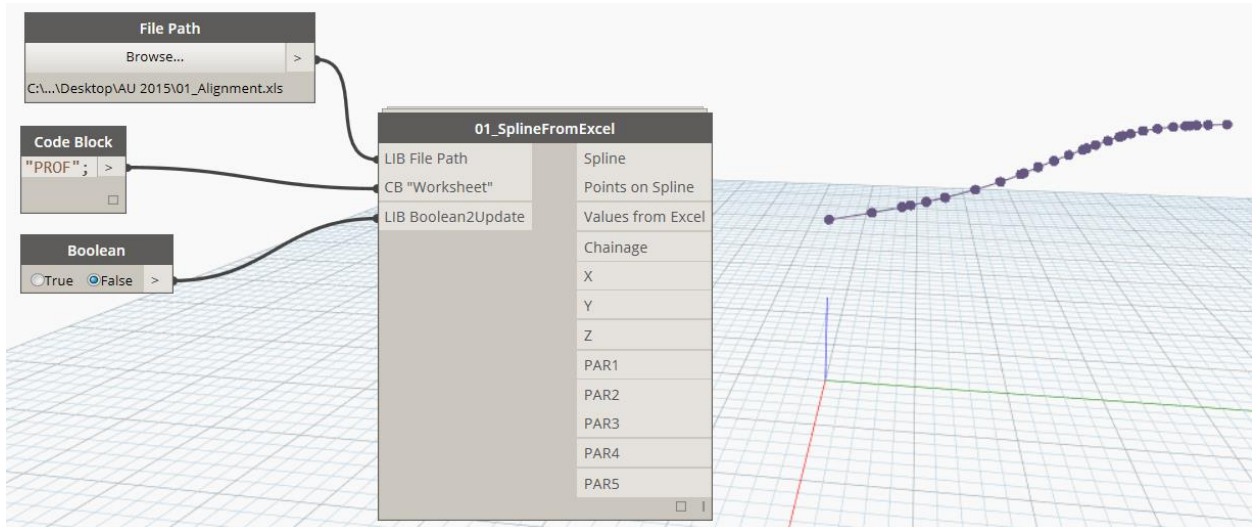 File Path
Browse... >
C:\...\Desktop\AU 2015\01_Alignment.xls
Code Block
"PROF"; >
Boolean
True False >
01_SplineFromExcel
LIB File Path Spline
CB "Worksheet" Points on Spline
LIB Boolean2Update Values from Excel
Chainage
X
Y
Z
PAR1
PAR2
PAR3
PAR4
PAR5